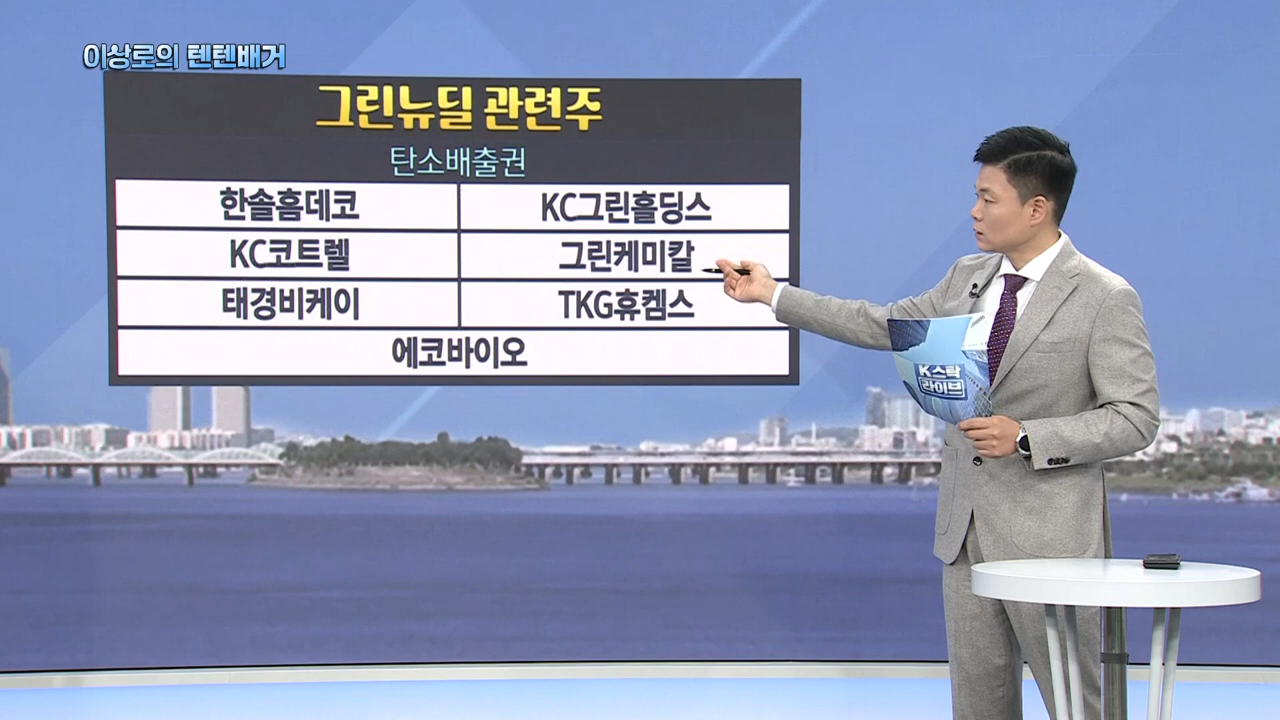 이상로의 텐텐배거
그린뉴딜 관련주
탄소배출권
한솔홈데코 KC그린홀딩스
KC코트렐 그린케미칼
태경비케이 TKG휴켐스
에코바이오
K스탁
라이브